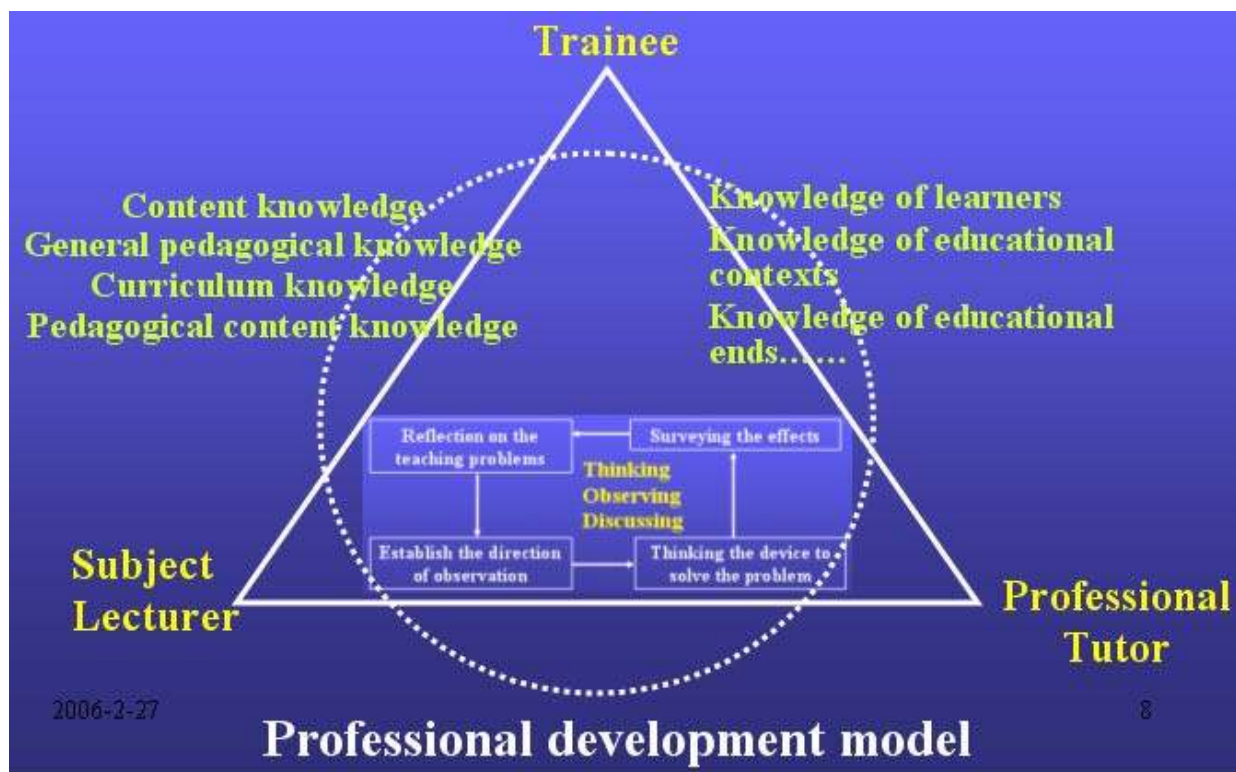 Trainee
Content knowledge
General pedagogical knowledge
Curriculum knowledge
Pedagogical content knowledge
Knowledge of learners
Knowledge of educational
contexts
Knowledge of educational
ends……
Reflection on the
teaching problems
Surveying the effects
Thinking
Observing
Discussing
Establish the direction
of observation
Thinking the device to
solve the problem
Subject
Lecturer
Professional
Tutor
2006-2-27
8
Professional development model